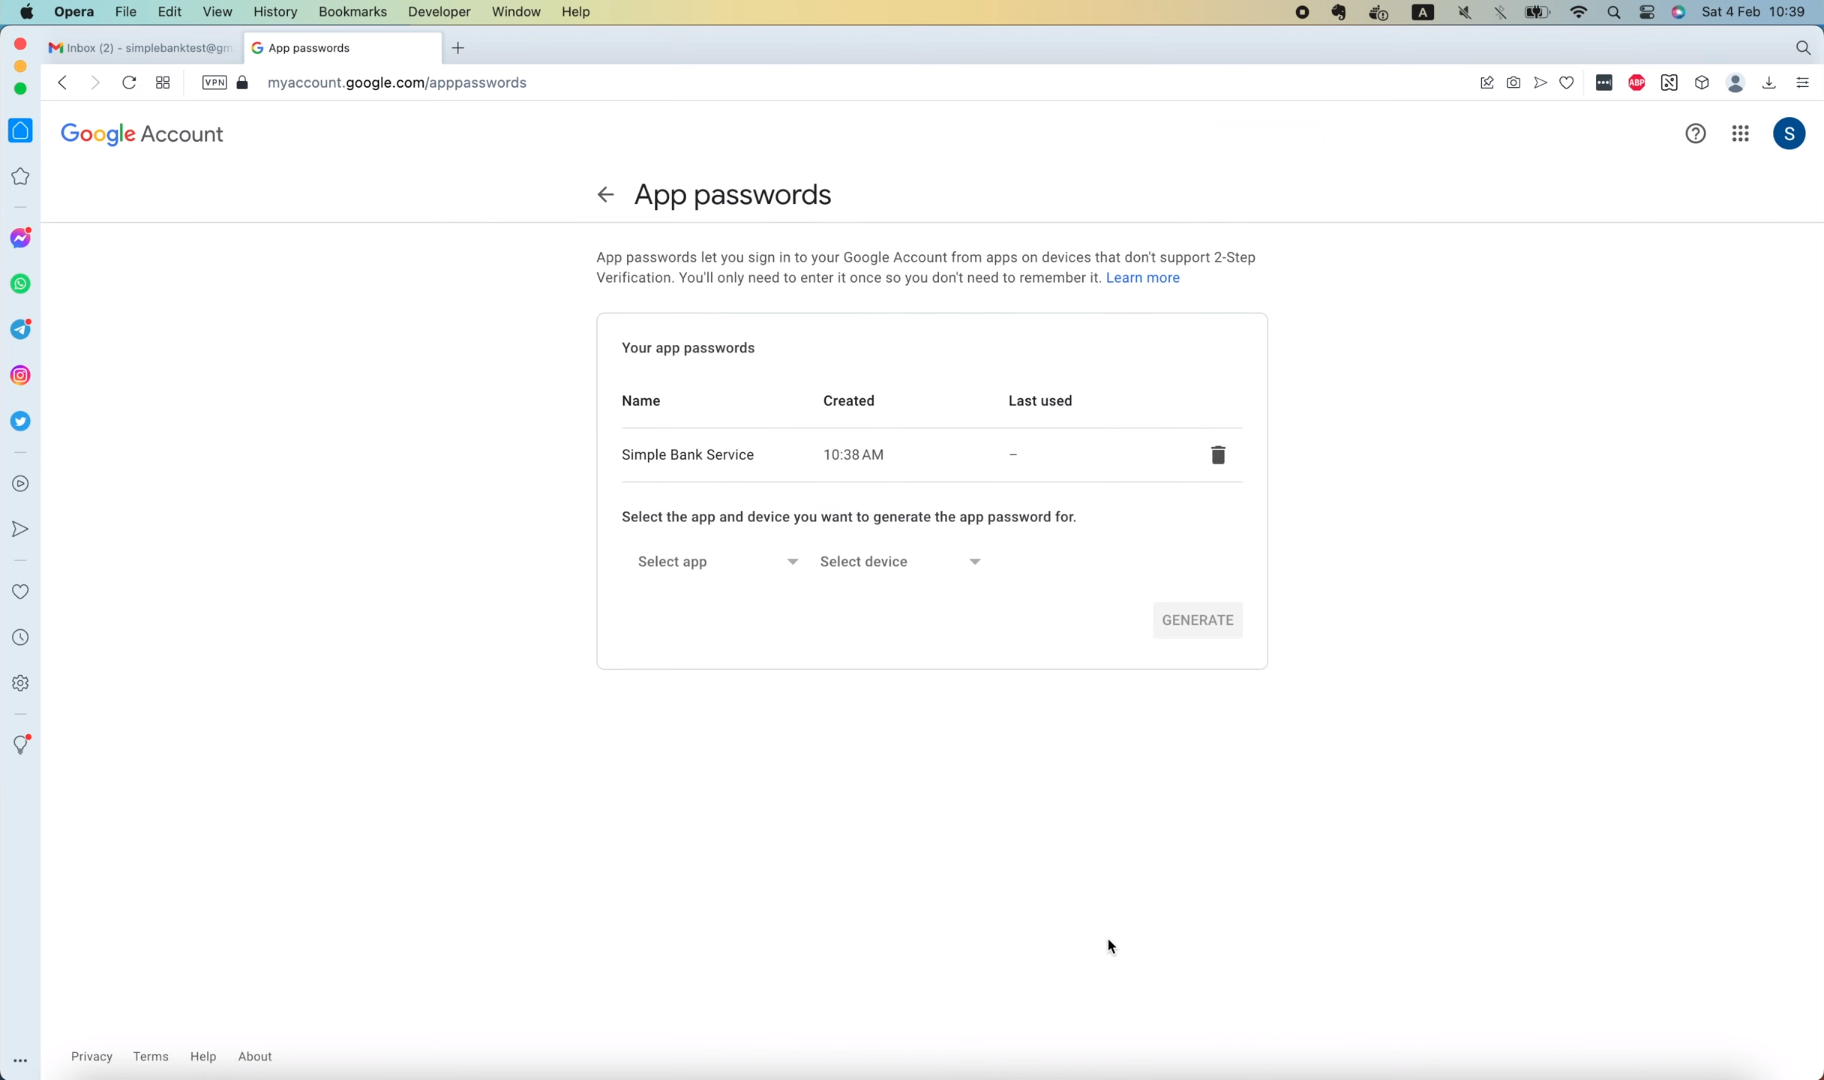 Opera File Edit View History Bookmarks Developer Window Help A Sat 4 Feb 10:39
Inbox (2) - simplebanktest@gm
App passwords
VPN myaccount.google.com/apppasswords ABP
Google Account
S
App passwords
App passwords let you sign in to your Google Account from apps on devices that don't support 2-Step
Verification. You'll only need to enter it once so you don't need to remember it. Learn more
Your app passwords
Name Created Last used
Simple Bank Service 10:38 AM –
Select the app and device you want to generate the app password for.
Select app Select device
GENERATE
Privacy Terms Help About